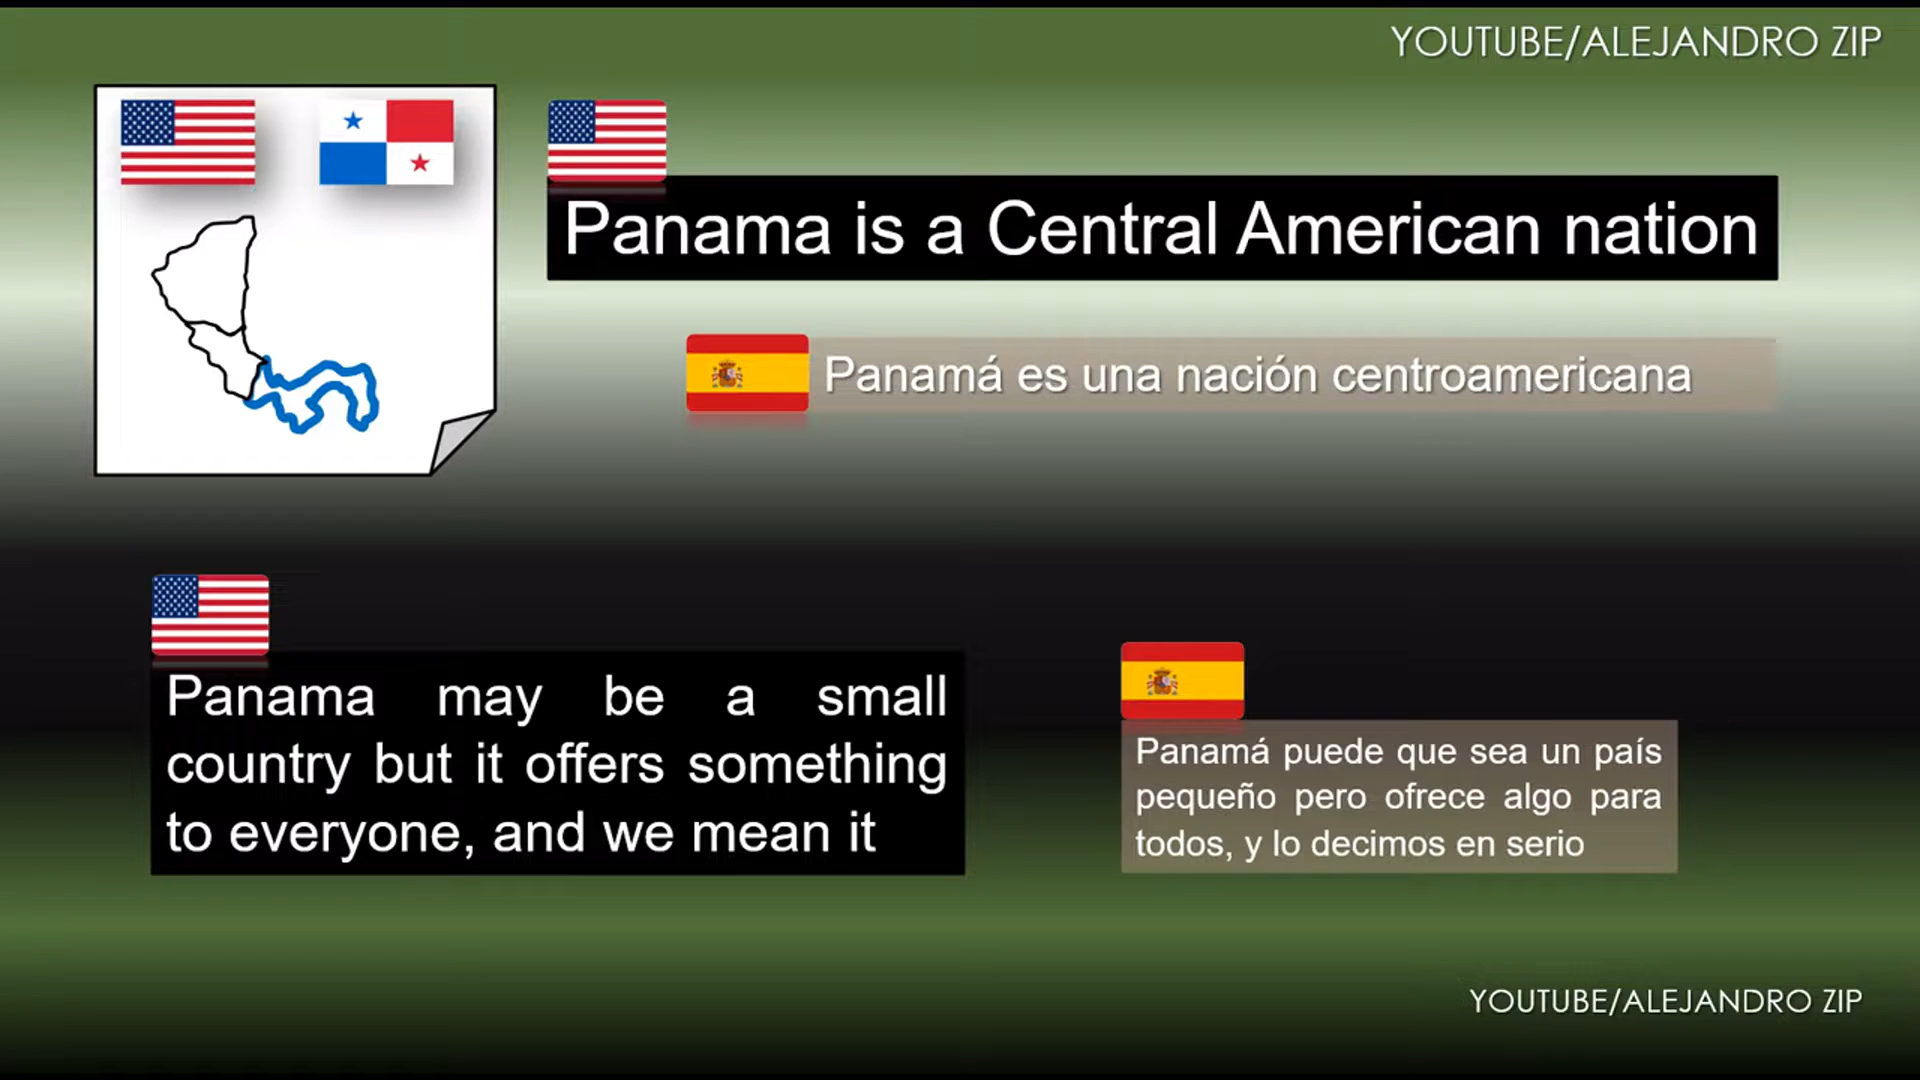 YOUTUBE/ALEJANDRO ZIP
Panama is a Central American nation
Panamá es una nación centroamericana
Panama may be a small
country but it offers something
to everyone, and we mean it
Panamá puede que sea un país
pequeño pero ofrece algo para
todos, y lo decimos en serio
YOUTUBE/ALEJANDRO ZIP